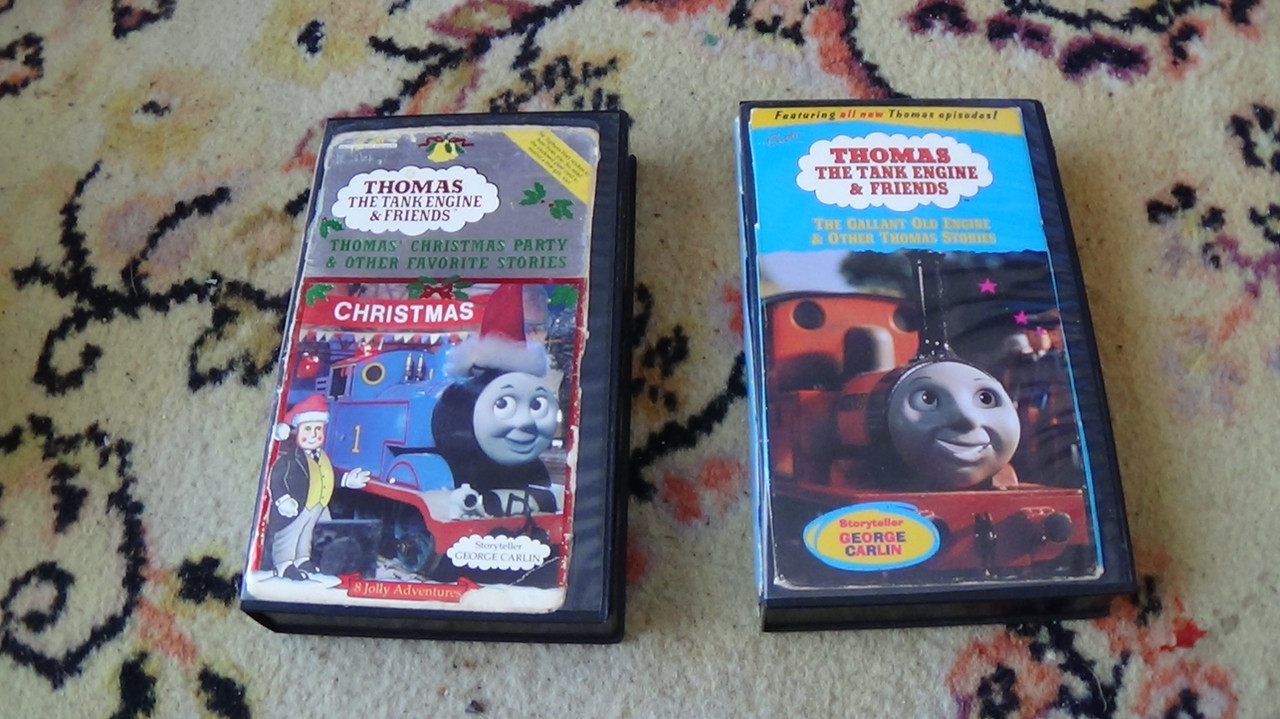 THOMAS
THE TANK ENGINE
& FRIENDS™
THOMAS' CHRISTMAS PARTY
& OTHER FAVORITE STORIES
CHRISTMAS
1
Storyteller
GEORGE CARLIN
8 Jolly Adventures
Featuring all new Thomas episodes!
THOMAS
THE TANK ENGINE
& FRIENDS
THE GALLANT OLD ENGINE
& OTHER THOMAS STORIES
Storyteller
GEORGE
CARLIN